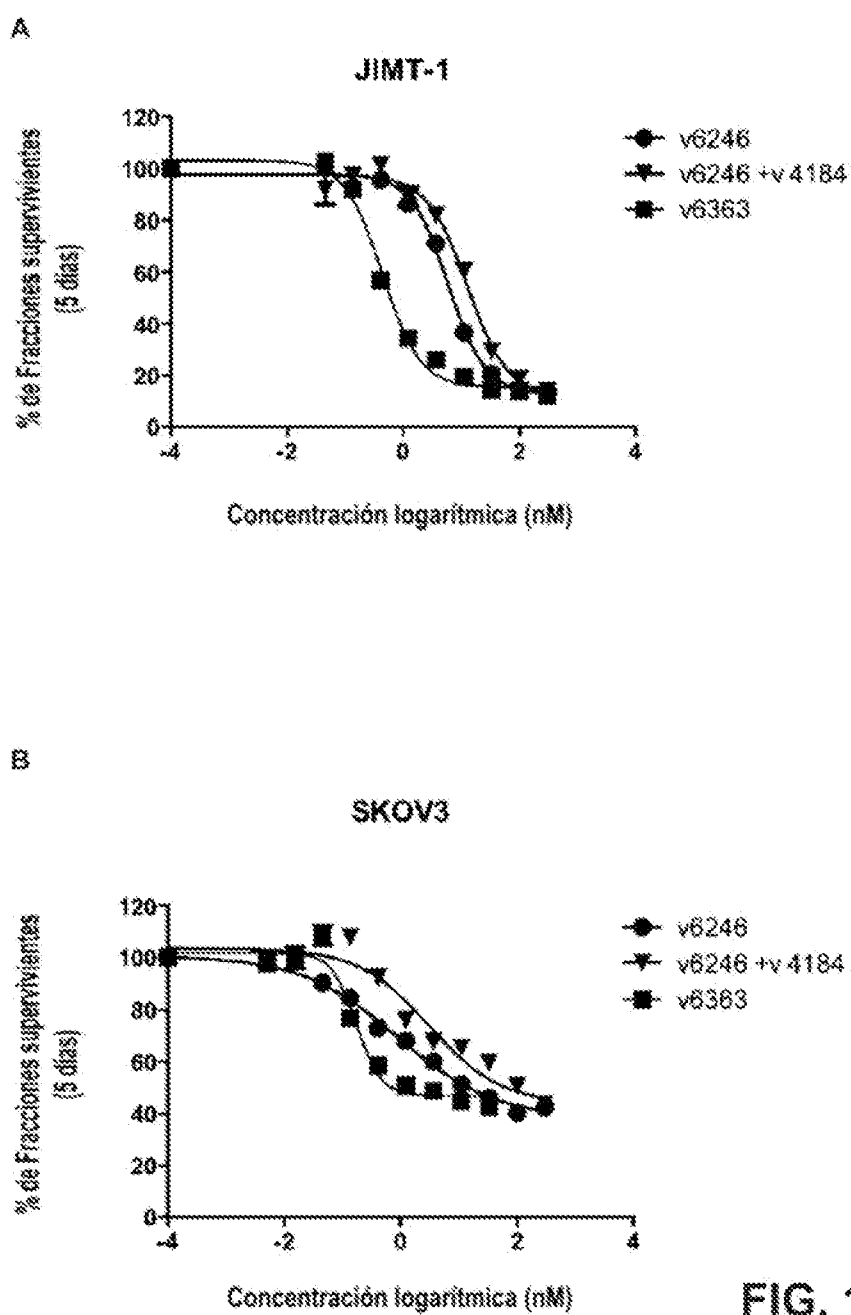 A
JIMT-1
120
100
80
60
40
20
0
-4
-2
0
2
4
% de Fracciones supervivientes
(5 días)
Concentración logarítmica (nM)
v6246
v6246 +v 4184
v6363
B
SKOV3
120
100
80
60
40
20
0
-4
-2
0
2
4
% de Fracciones supervivientes
(5 días)
Concentración logarítmica (nM)
v6246
v6246 +v 4184
v6363
FIG.